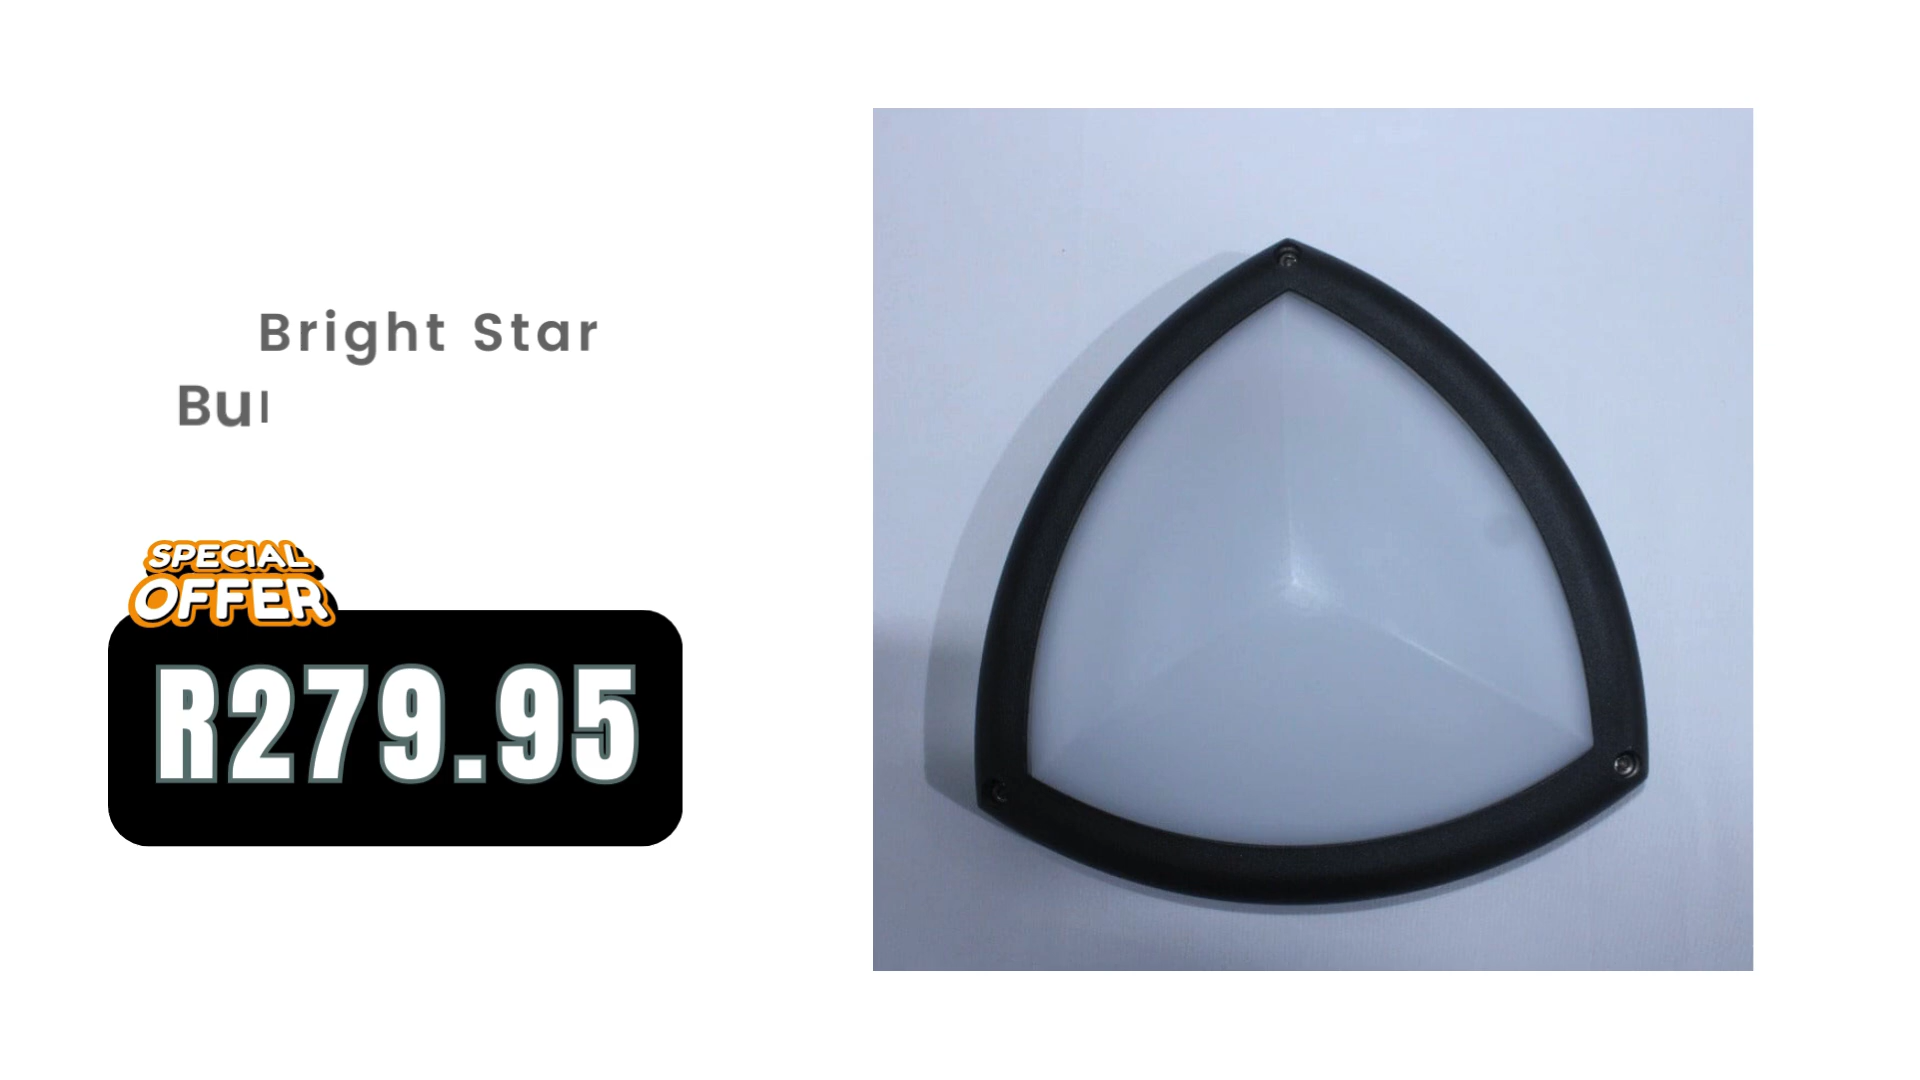 Bright Star
Bu
SPECIAL
OFFER
R279.95